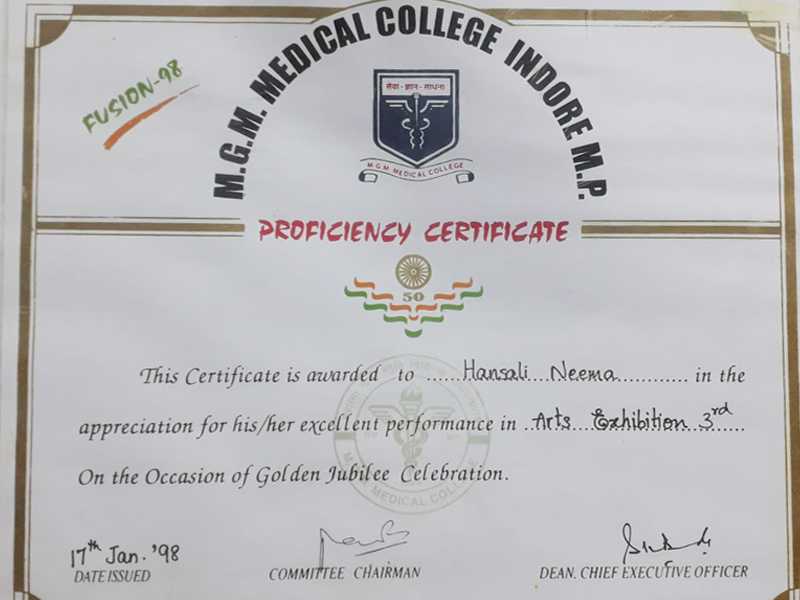 FUSION-98
M.G.M. MEDICAL COLLEGE INDORE M.P.
सेवा - ज्ञान - साधना
M.G.M MEDICAL COLLEGE
PROFICIENCY CERTIFICATE
50
This Certificate is awarded to ......Hansali Neema............ in the
appreciation for his/her excellent performance in ..Arts Exhibition 3rd.....
On the Occasion of Golden Jubilee Celebration.
MEDICAL COLLEGE
17th Jan. '98
DATE ISSUED
COMMITTEE CHAIRMAN
DEAN. CHIEF EXECUTIVE OFFICER